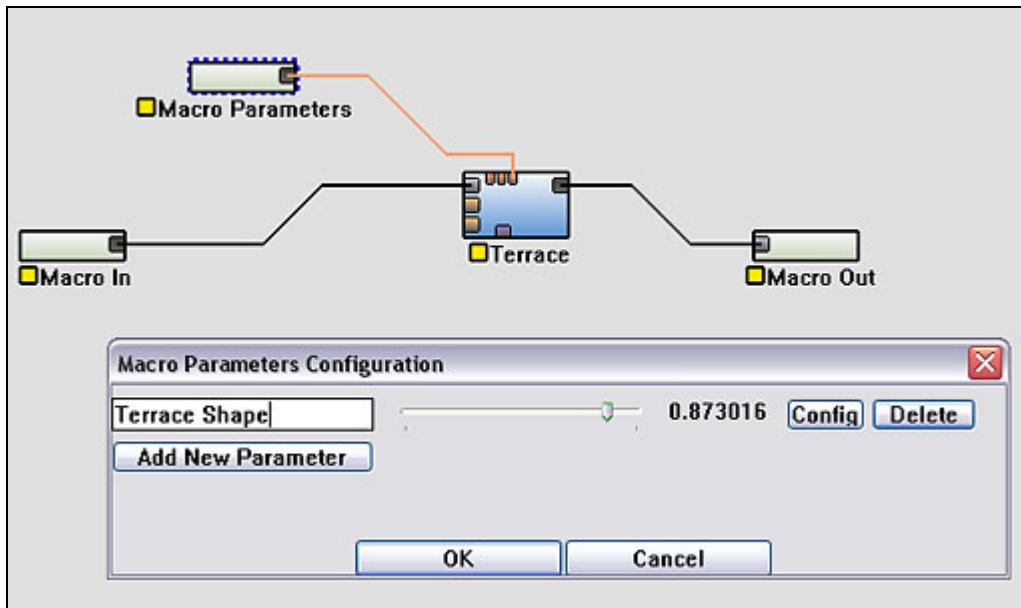 Macro Parameters
Terrace
Macro In
Macro Out
Macro Parameters Configuration
Terrace Shape 0.873016 Config Delete
Add New Parameter
OK Cancel